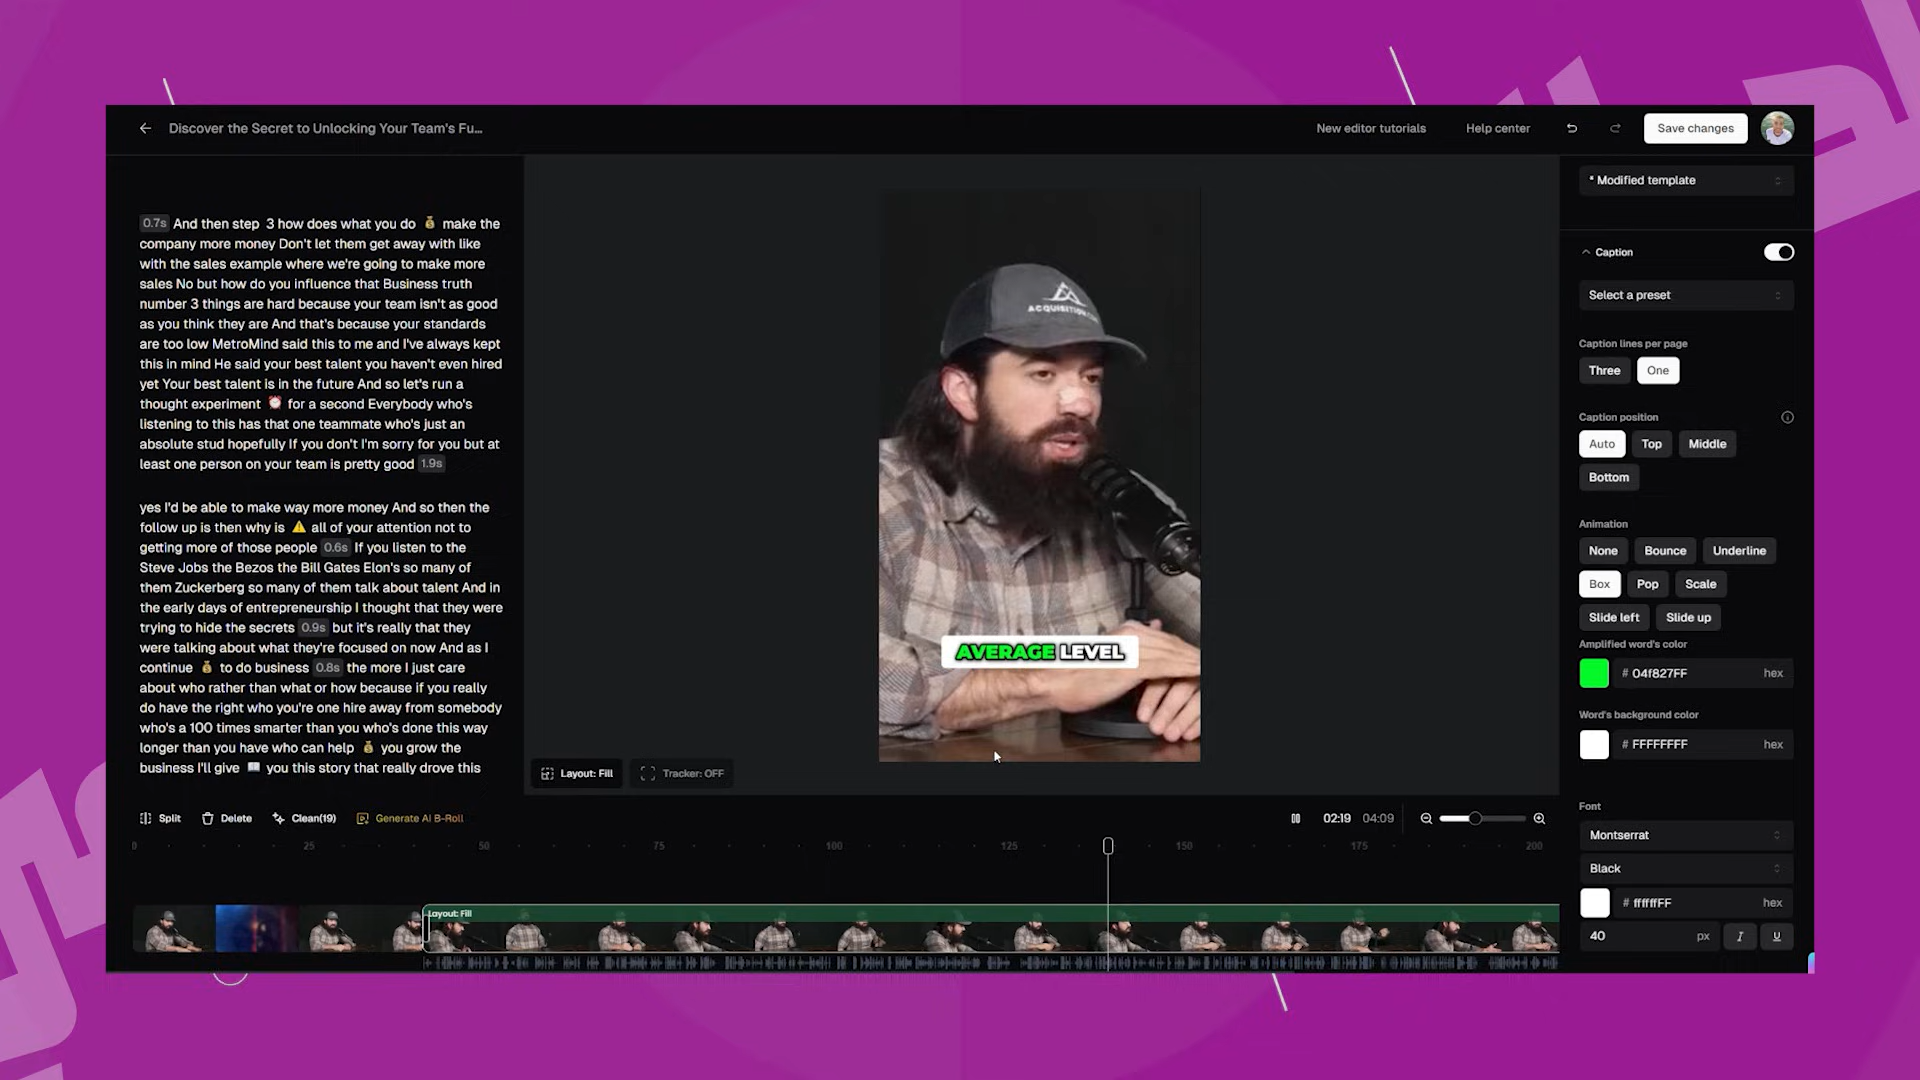 Discover the Secret to Unlocking Your Team's Fu...
New editor tutorials
Help center
Save changes
0.7s And then step 3 how does what you do 💰 make the
company more money Don't let them get away with like
with the sales example where we're going to make more
sales No but how do you influence that Business truth
number 3 things are hard because your team isn't as good
as you think they are And that's because your standards
are too low MetroMind said this to me and I've always kept
this in mind He said your best talent you haven't even hired
yet Your best talent is in the future And so let's run a
thought experiment ⏰ for a second Everybody who's
listening to this has that one teammate who's just an
absolute stud hopefully If you don't I'm sorry for you but at
least one person on your team is pretty good 1.9s
yes I'd be able to make way more money And so then the
follow up is then why is ⚠️ all of your attention not to
getting more of those people 0.6s If you listen to the
Steve Jobs the Bezos the Bill Gates Elon's so many of
them Zuckerberg so many of them talk about talent And in
the early days of entrepreneurship I thought that they were
trying to hide the secrets 0.9s but it's really that they
were talking about what they're focused on now And as I
continue 💰 to do business 0.8s the more I just care
about who rather than what or how because if you really
do have the right who you're one hire away from somebody
who's a 100 times smarter than you who's done this way
longer than you have who can help 💰 you grow the
business I'll give 📖 you this story that really drove this
AVERAGE LEVEL
Layout: Fill
Tracker: OFF
* Modified template
Caption
Select a preset
Caption lines per page
Three
One
Caption position
Auto
Top
Middle
Bottom
Animation
None
Bounce
Underline
Box
Pop
Scale
Slide left
Slide up
Amplified word's color
# 04f827FF
hex
Word's background color
# FFFFFFFF
hex
Font
Montserrat
Black
# ffffffFF
hex
40
px
I
U
Split
Delete
Clean(19)
Generate AI B-Roll
02:19
04:09
0
25
50
75
100
125
150
175
200
Layout: Fill